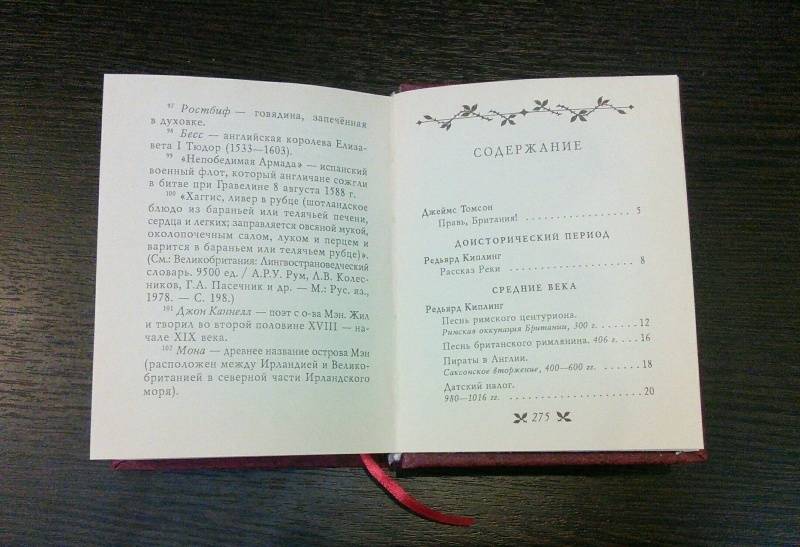 97 Ростбиф — говядина, запечённая
в духовке.
98 Бесс — английская королева Елиза-
вета I Тюдор (1533—1603).
99 «Непобедимая Армада» — испанский
военный флот, который англичане сожгли
в битве при Гравелине 8 августа 1588 г.
100 «Хаггис, ливер в рубце (шотландское
блюдо из бараньей или телячьей печени,
сердца и легких; заправляется овсяной мукой,
околопочечным салом, луком и перцем и
варится в бараньем или телячьем рубце)».
(См.: Великобритания: Лингвострановедческий
словарь. 9500 ед. / А.Р.У. Рум, Л.В. Колес-
ников, Г.А. Пасечник и др. — М.: Рус. яз.,
1978. — С. 198.)
101 Джон Каннелл — поэт с о-ва Мэн. Жил
и творил во второй половине XVIII — на-
чале XIX века.
102 Мона — древнее название острова Мэн
(расположен между Ирландией и Велико-
британией в северной части Ирландского
моря).
СОДЕРЖАНИЕ
Джеймс Томсон
Правь, Британия! . . . . . . . . . . . . . . . . 5
ДОИСТОРИЧЕСКИЙ ПЕРИОД
Редьярд Киплинг
Рассказ Реки . . . . . . . . . . . . . . . . . . 8
СРЕДНИЕ ВЕКА
Редьярд Киплинг
Песнь римского центуриона.
Римская оккупация Британии, 300 г. . . . . . . 12
Песнь британского римлянина. 406 г. . . . . 16
Пираты в Англии.
Саксонское вторжение, 400—600 гг. . . . . . . 18
Датский налог.
980—1016 гг. . . . . . . . . . . . . . . . . . . . 20
275